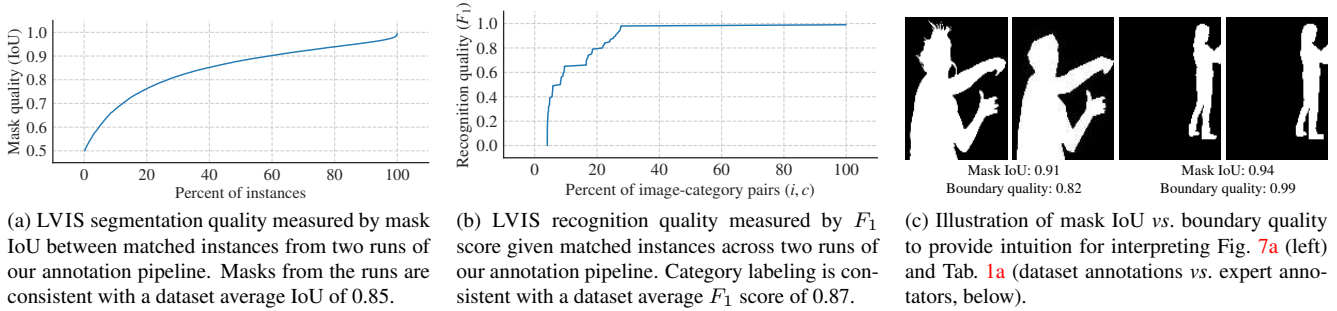 1.0
0.9
0.8
0.7
0.6
0.5
Mask quality (IoU)
0 20 40 60 80 100
Percent of instances
(a) LVIS segmentation quality measured by mask
IoU between matched instances from two runs of
our annotation pipeline. Masks from the runs are
consistent with a dataset average IoU of 0.85.
1.0
0.8
0.6
0.4
0.2
0.0
Recognition quality (F₁)
0 20 40 60 80 100
Percent of image-category pairs (i, c)
(b) LVIS recognition quality measured by F₁
score given matched instances across two runs of
our annotation pipeline. Category labeling is con-
sistent with a dataset average F₁ score of 0.87.
Mask IoU: 0.91
Boundary quality: 0.82
Mask IoU: 0.94
Boundary quality: 0.99
(c) Illustration of mask IoU vs. boundary quality
to provide intuition for interpreting Fig. 7a (left)
and Tab. 1a (dataset annotations vs. expert anno-
tators, below).